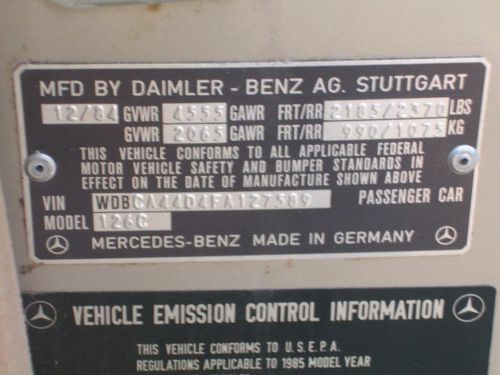 MFD BY DAIMLER - BENZ AG. STUTTGART
12/84 GVWR 4555 GAWR FRT/RR 2185/2370 LBS
GVWR 2065 GAWR FRT/RR 990/1075 KG
THIS VEHICLE CONFORMS TO ALL APPLICABLE FEDERAL
MOTOR VEHICLE SAFETY AND BUMPER STANDARDS IN
EFFECT ON THE DATE OF MANUFACTURE SHOWN ABOVE
VIN WDBCA44D4FA127589 PASSENGER CAR
MODEL 126C
MERCEDES-BENZ MADE IN GERMANY
VEHICLE EMISSION CONTROL INFORMATION
THIS VEHICLE CONFORMS TO U.S.E.P.A
REGULATIONS APPLICABLE TO 1985 MODEL YEAR